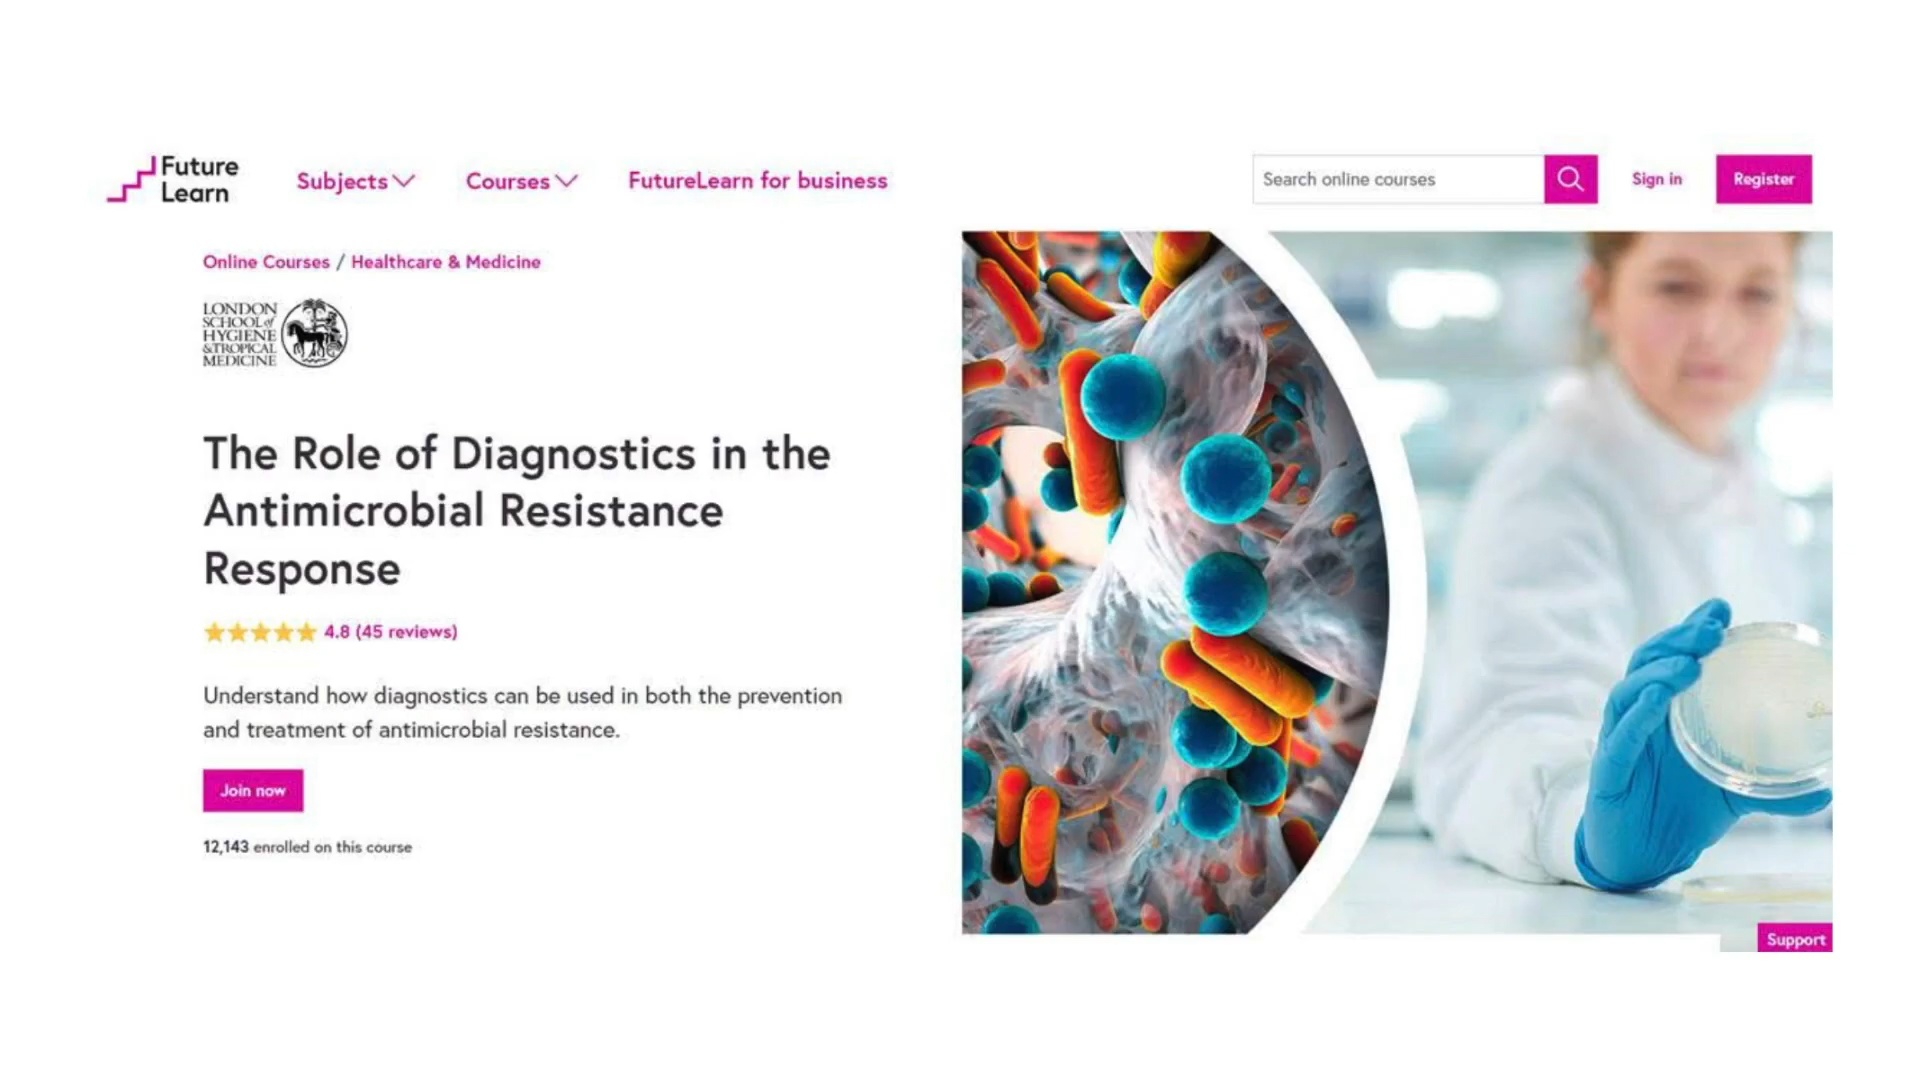 Future
Learn
Subjects
Courses
FutureLearn for business
Search online courses
Sign in
Register
Online Courses / Healthcare & Medicine
LONDON
SCHOOL of
HYGIENE
& TROPICAL
MEDICINE
The Role of Diagnostics in the
Antimicrobial Resistance
Response
4.8 (45 reviews)
Understand how diagnostics can be used in both the prevention
and treatment of antimicrobial resistance.
Join now
12,143 enrolled on this course
Support